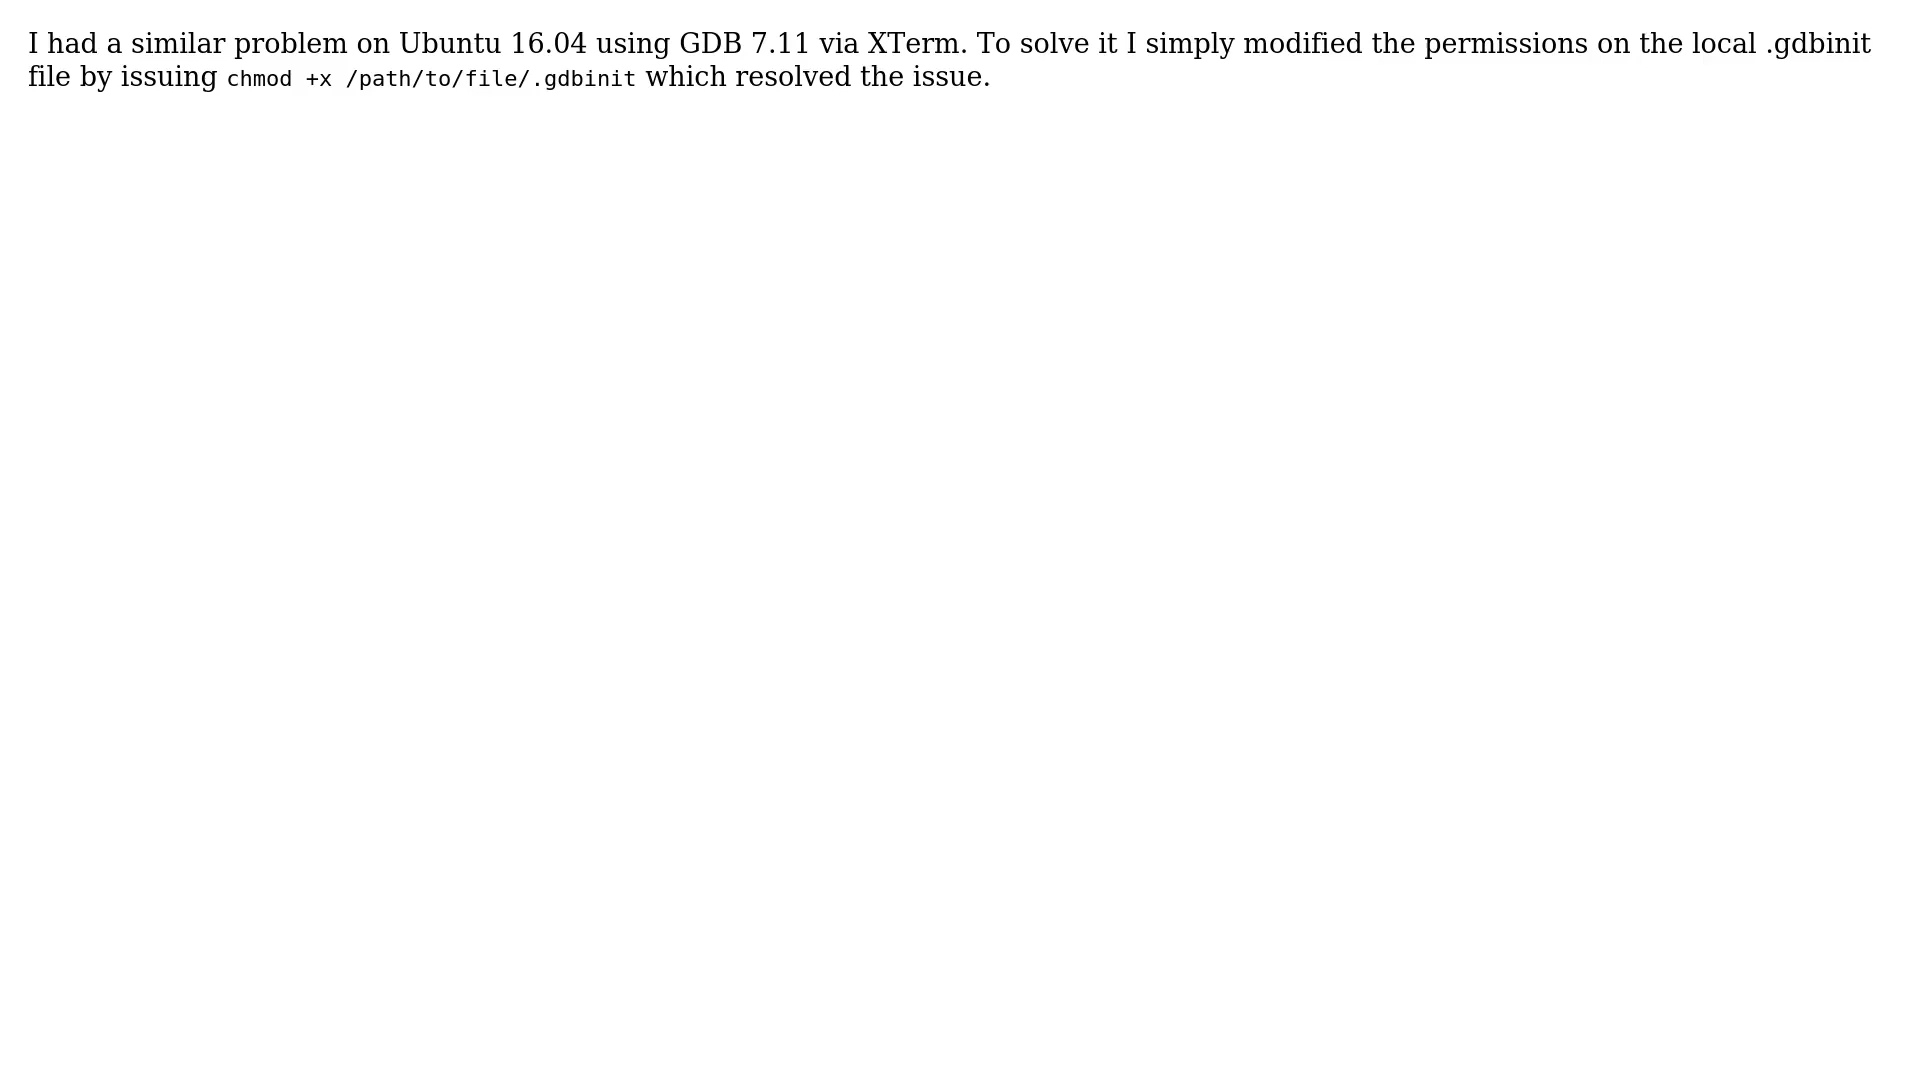 I had a similar problem on Ubuntu 16.04 using GDB 7.11 via XTerm. To solve it I simply modified the permissions on the local .gdbinit
file by issuing chmod +x /path/to/file/.gdbinit which resolved the issue.